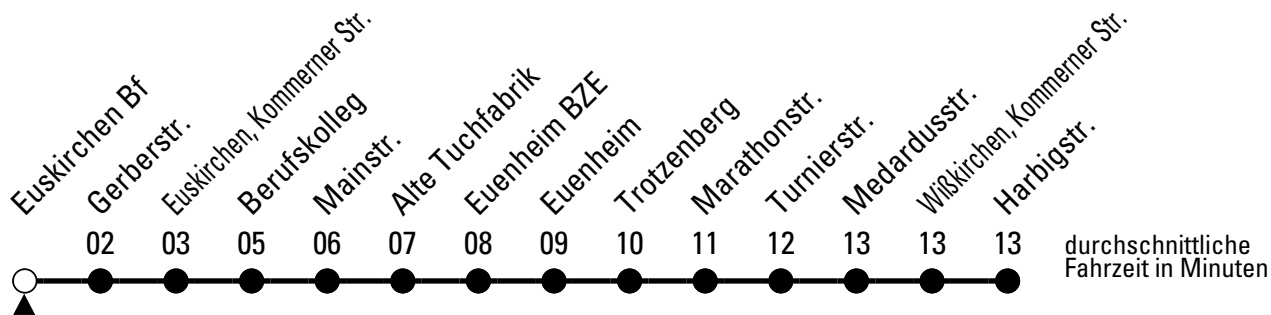 Euskirchen Bf
Gerberstr.
Euskirchen, Kommerner Str.
Berufskolleg
Mainstr.
Alte Tuchfabrik
Euenheim BZE
Euenheim
Trotzenberg
Marathonstr.
Turnierstr.
Medardusstr.
Wißkirchen, Kommerner Str.
Harbigstr.
02 03 05 06 07 08 09 10 11 12 13 13 13
durchschnittliche
Fahrzeit in Minuten